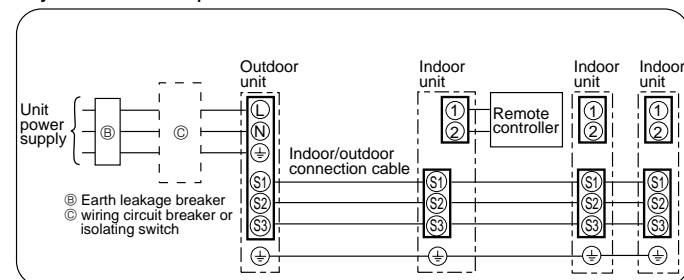 Outdoor
unit
Indoor
unit
Indoor
unit
Indoor
unit
Unit
power
supply
Ⓑ
Ⓒ
L
N
⏚
S1
S2
S3
⏚
Indoor/outdoor
connection cable
1
2
Remote
controller
S1
S2
S3
⏚
1
2
S1
S2
S3
⏚
1
2
S1
S2
S3
⏚
Ⓑ Earth leakage breaker
Ⓒ wiring circuit breaker or
isolating switch